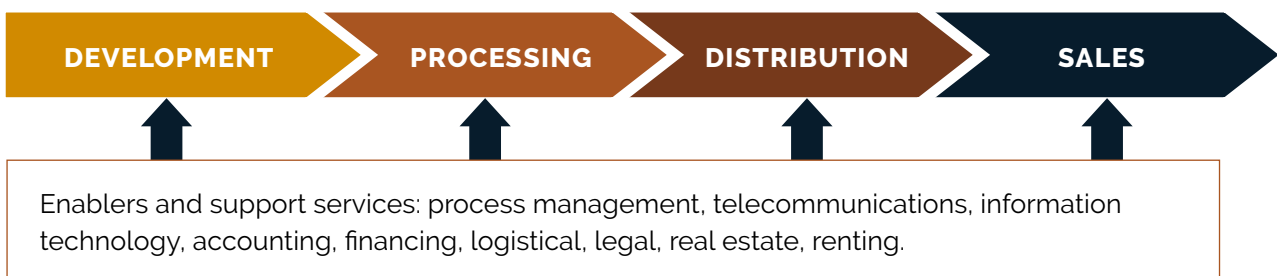 DEVELOPMENT
PROCESSING
DISTRIBUTION
SALES
Enablers and support services: process management, telecommunications, information
technology, accounting, financing, logistical, legal, real estate, renting.